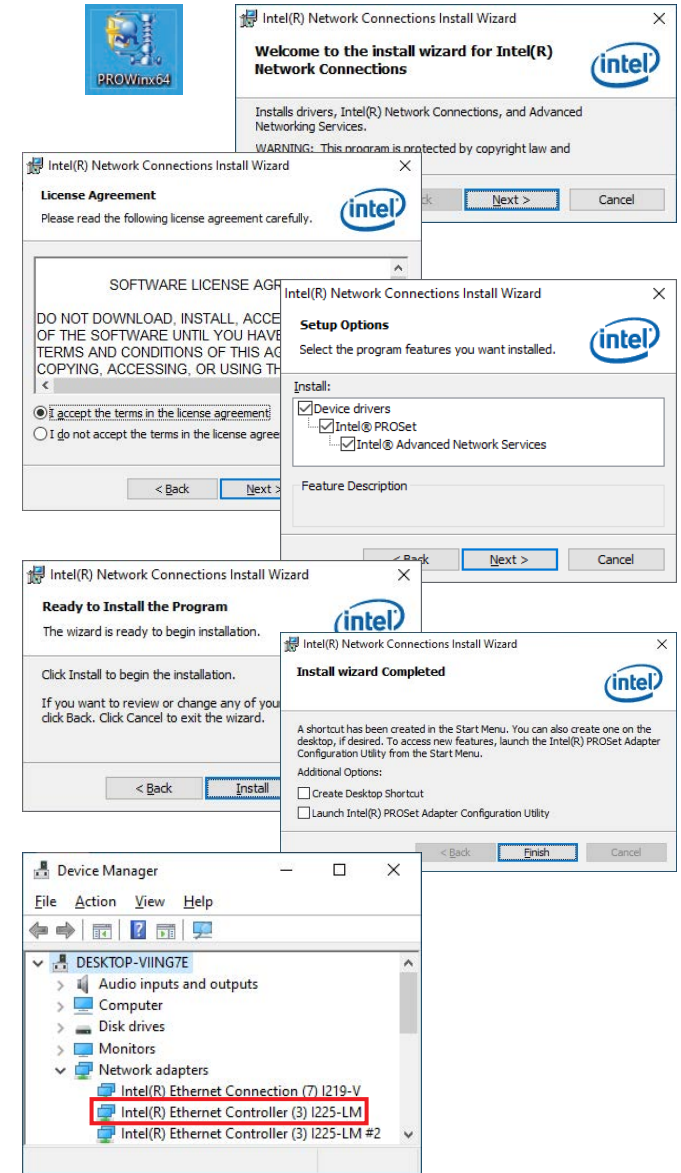 PROWinx64
Intel(R) Network Connections Install Wizard
Welcome to the install wizard for Intel(R)
Network Connections
intel
Installs drivers, Intel(R) Network Connections, and Advanced
Networking Services.
WARNING: This program is protected by copyright law and
Next >
Cancel
Intel(R) Network Connections Install Wizard
License Agreement
Please read the following license agreement carefully.
intel
SOFTWARE LICENSE AGR
DO NOT DOWNLOAD, INSTALL, ACCE
OF THE SOFTWARE UNTIL YOU HAVE
TERMS AND CONDITIONS OF THIS AG
COPYING, ACCESSING, OR USING TH
I accept the terms in the license agreement
I do not accept the terms in the license agree
< Back
Next >
Intel(R) Network Connections Install Wizard
Setup Options
Select the program features you want installed.
intel
Install:
Device drivers
Intel® PROSet
Intel® Advanced Network Services
Feature Description
< Back
Next >
Cancel
Intel(R) Network Connections Install Wizard
Ready to Install the Program
The wizard is ready to begin installation.
intel
Click Install to begin the installation.
If you want to review or change any of your
click Back. Click Cancel to exit the wizard.
< Back
Install
Intel(R) Network Connections Install Wizard
Install wizard Completed
intel
A shortcut has been created in the Start Menu. You can also create one on the
desktop, if desired. To access new features, launch the Intel(R) PROSet Adapter
Configuration Utility from the Start Menu.
Additional Options:
Create Desktop Shortcut
Launch Intel(R) PROSet Adapter Configuration Utility
< Back
Finish
Cancel
Device Manager
File Action View Help
DESKTOP-VIING7E
Audio inputs and outputs
Computer
Disk drives
Monitors
Network adapters
Intel(R) Ethernet Connection (7) I219-V
Intel(R) Ethernet Controller (3) I225-LM
Intel(R) Ethernet Controller (3) I225-LM #2